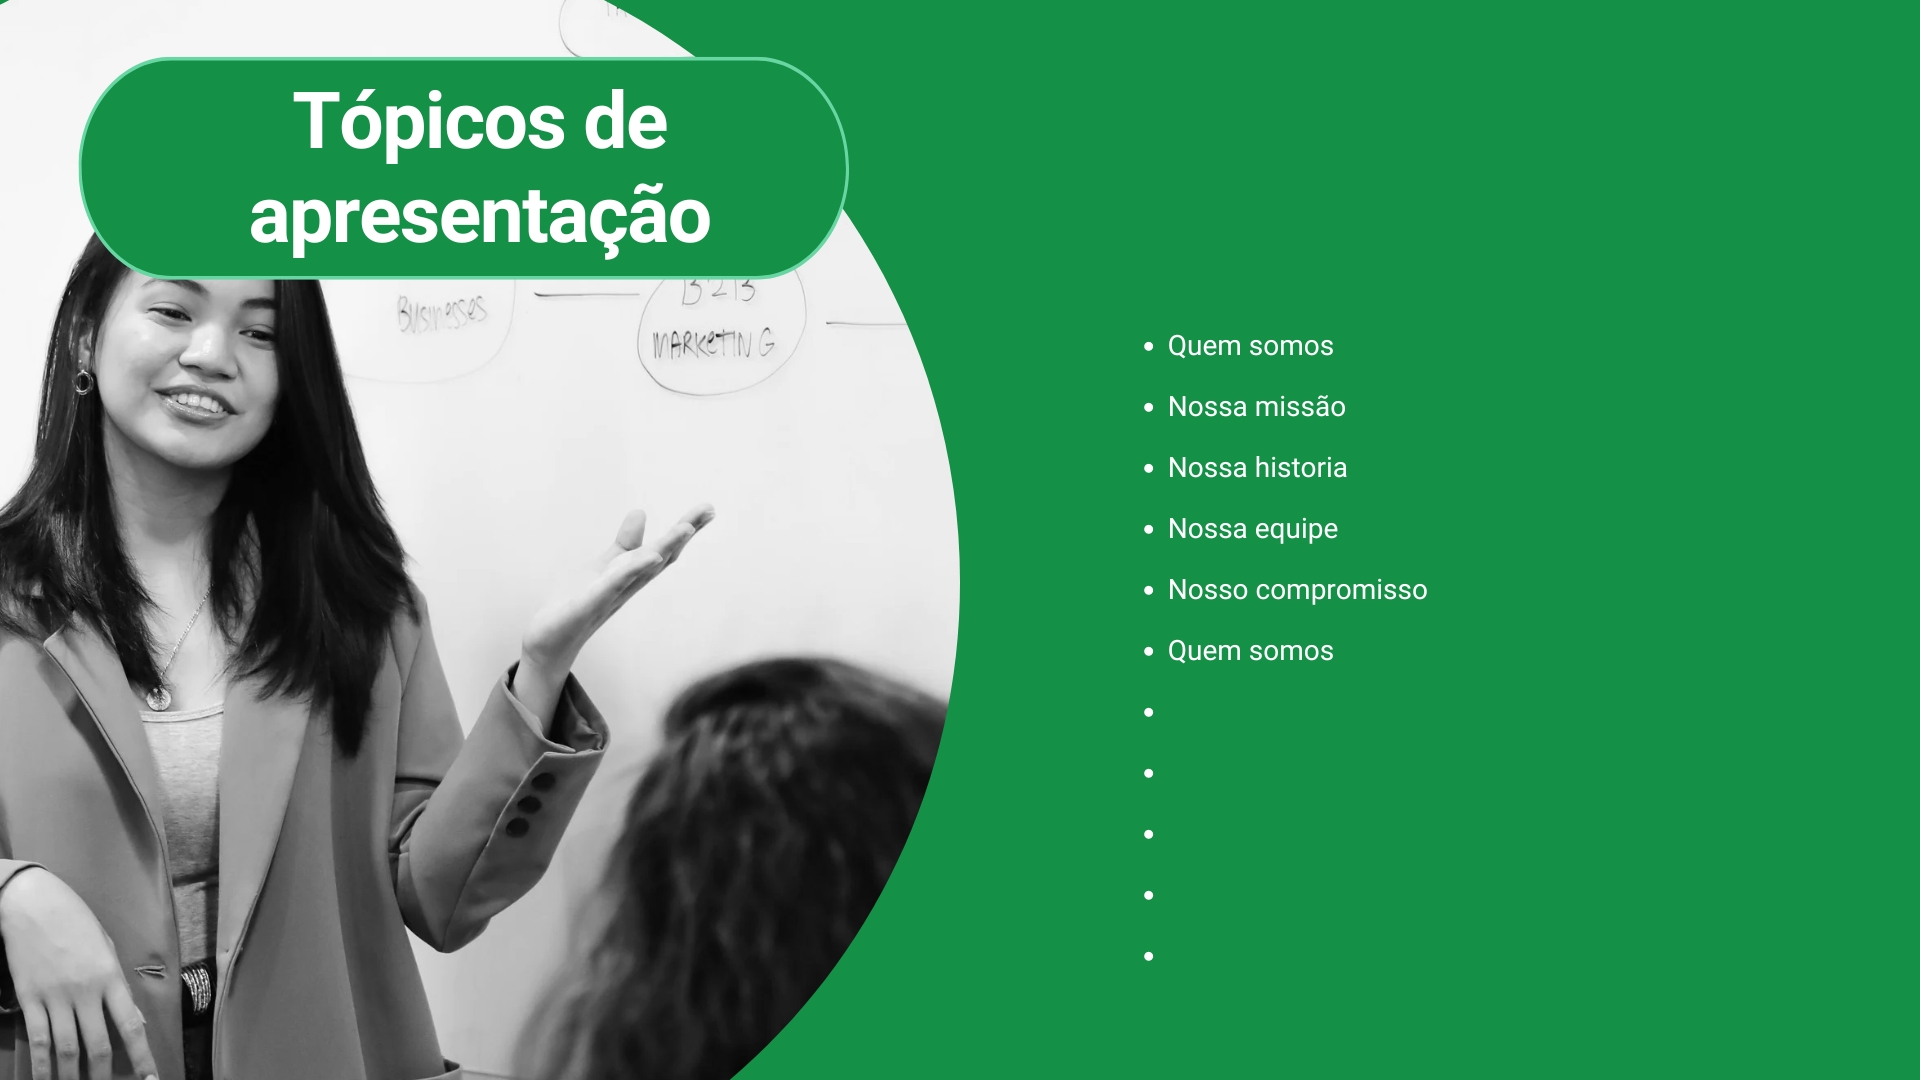 Tópicos de
apresentação
Businesses
B2B
MARKETING
• Quem somos
• Nossa missão
• Nossa historia
• Nossa equipe
• Nosso compromisso
• Quem somos
•
•
•
•
•